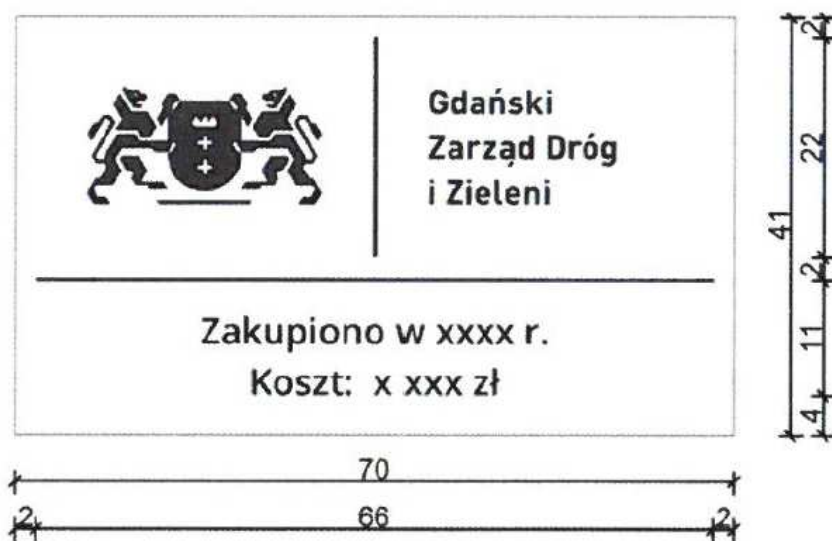 Gdański
Zarząd Dróg
i Zieleni
Zakupiono w xxxx r.
Koszt: x xxx zł
2
22
41
2
11
4
70
2 66 2